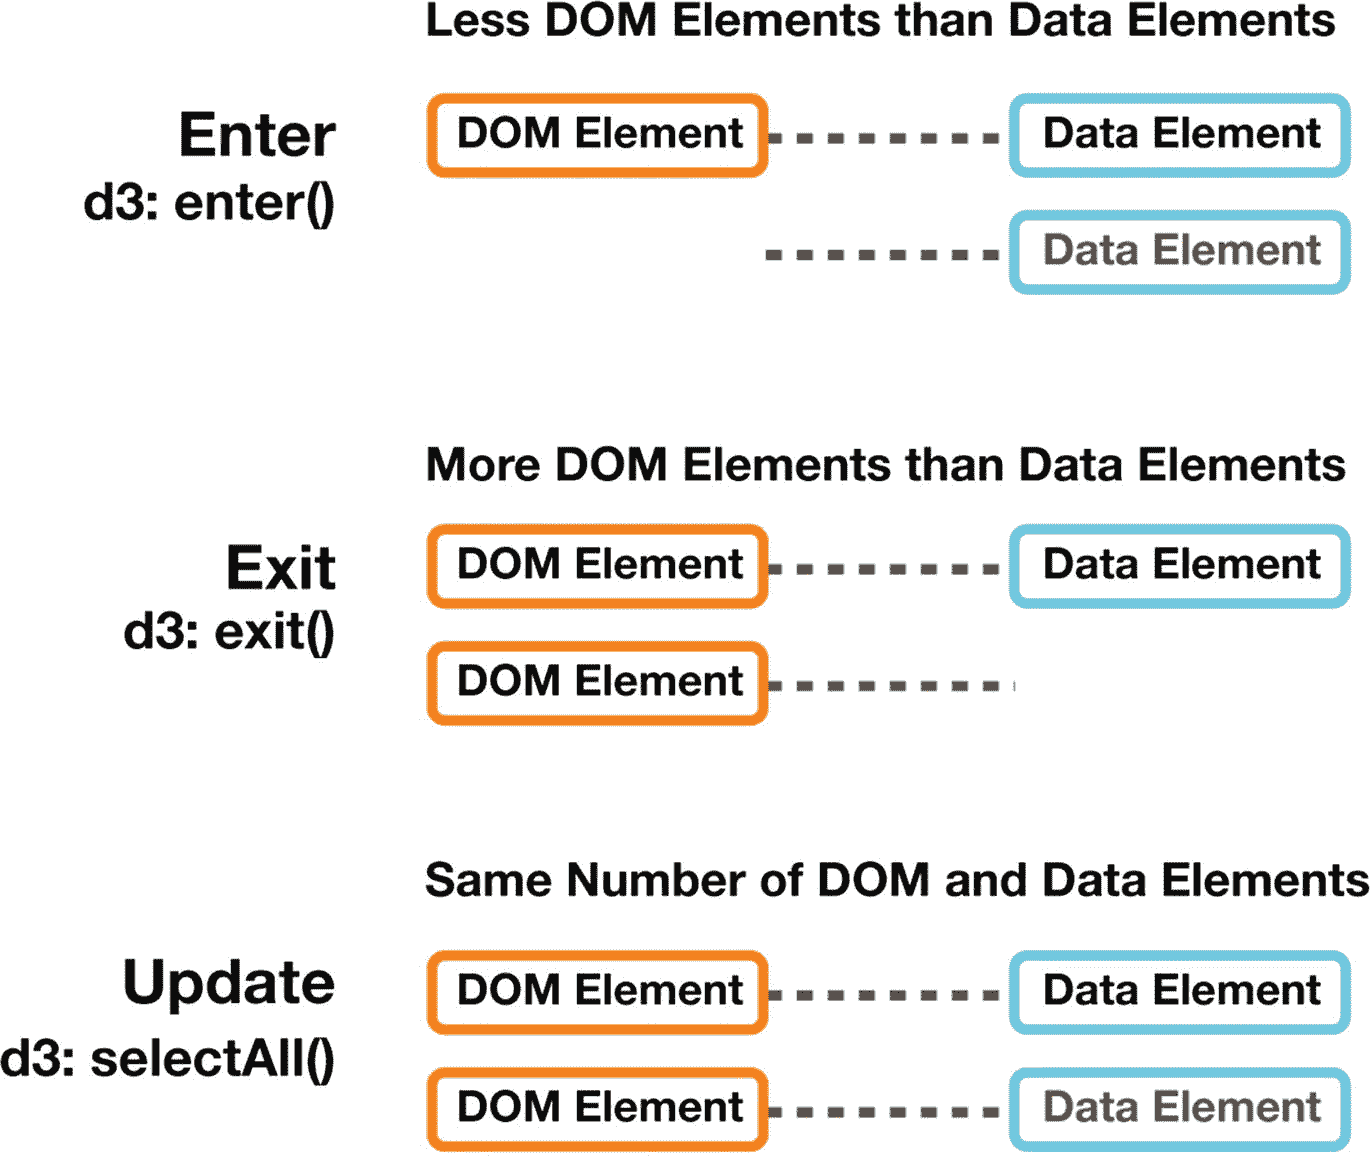 Less DOM Elements than Data Elements
Enter
d3: enter()
DOM Element
Data Element
Data Element
More DOM Elements than Data Elements
Exit
d3: exit()
DOM Element
Data Element
DOM Element
Same Number of DOM and Data Elements
Update
d3: selectAll()
DOM Element
Data Element
DOM Element
Data Element